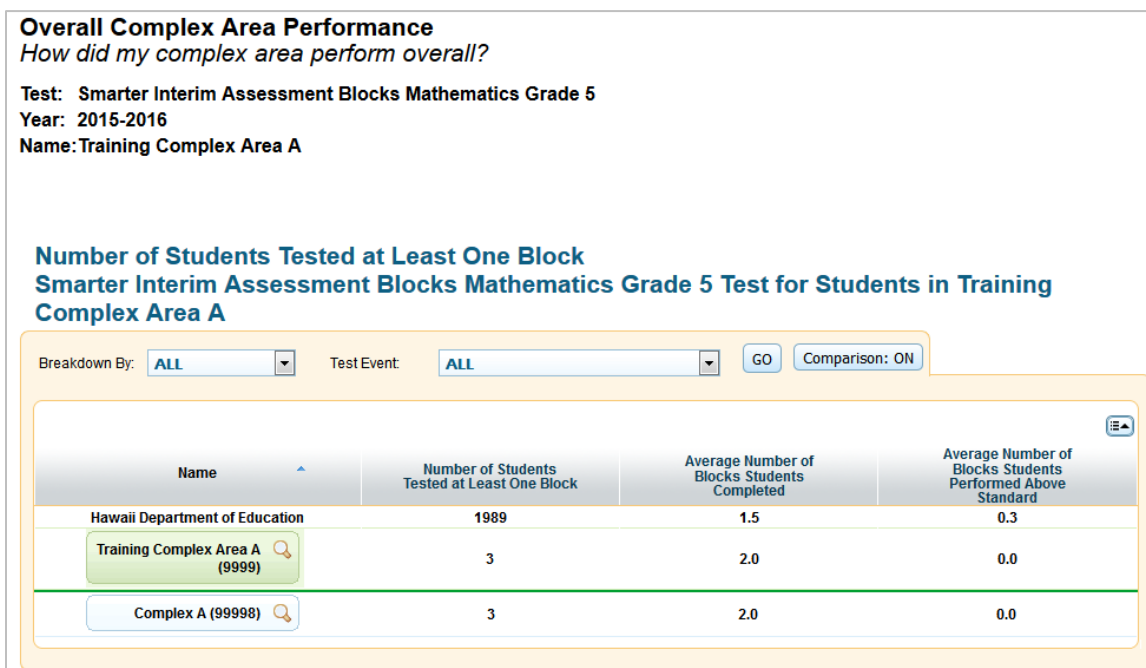 Overall Complex Area Performance
How did my complex area perform overall?
Test: Smarter Interim Assessment Blocks Mathematics Grade 5
Year: 2015-2016
Name: Training Complex Area A
Number of Students Tested at Least One Block
Smarter Interim Assessment Blocks Mathematics Grade 5 Test for Students in Training
Complex Area A
Breakdown By: ALL Test Event: ALL GO Comparison: ON
Name
Number of Students
Tested at Least One Block
Average Number of
Blocks Students
Completed
Average Number of
Blocks Students
Performed Above
Standard
Hawaii Department of Education 1989 1.5 0.3
Training Complex Area A
(9999)
3 2.0 0.0
Complex A (99998) 3 2.0 0.0